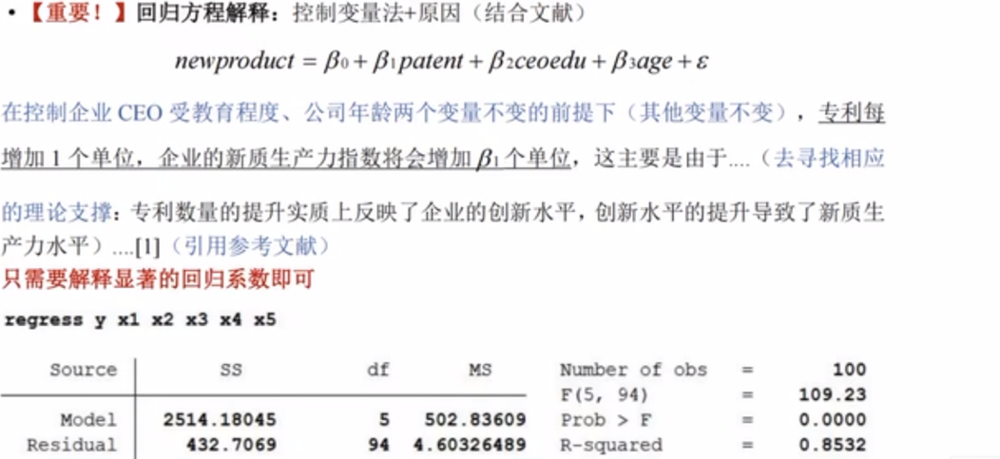 • 【重要！】回归方程解释：控制变量法+原因（结合文献）
newproduct = β0 + β1patent + β2ceoedu + β3age + ε
在控制企业 CEO 受教育程度、公司年龄两个变量不变的前提下（其他变量不变），专利每
增加 1 个单位，企业的新质生产力指数将会增加 β1 个单位，这主要是由于....（去寻找相应
的理论支撑：专利数量的提升实质上反映了企业的创新水平，创新水平的提升导致了新质生
产力水平）....[1]（引用参考文献）
只需要解释显著的回归系数即可
regress y x1 x2 x3 x4 x5
Source SS df MS Number of obs = 100
F(5, 94) = 109.23
Model 2514.18045 5 502.83609 Prob > F = 0.0000
Residual 432.7069 94 4.60326489 R-squared = 0.8532